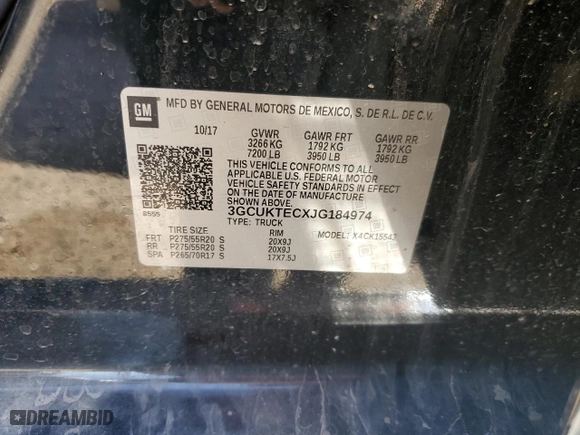 GM
MFD BY GENERAL MOTORS DE MEXICO, S. DE R.L. DE C.V.
10/17 GVWR GAWR FRT GAWR RR
3266 KG 1792 KG 1792 KG
7200 LB 3950 LB 3950 LB
THIS VEHICLE CONFORMS TO ALL
APPLICABLE U.S. FEDERAL MOTOR
VEHICLE SAFETY STANDARDS IN
EFFECT ON THE DATE OF MANUFACTURE
SHOWN ABOVE.
8555 3GCUKTECXJG184974
TYPE: TRUCK
TIRE SIZE RIM MODEL: X4CK1554J
FRT P275/55R20 S 20X9J
RR P275/55R20 S 20X9J
SPA P265/70R17 S 17X7.5J
DREAMBID